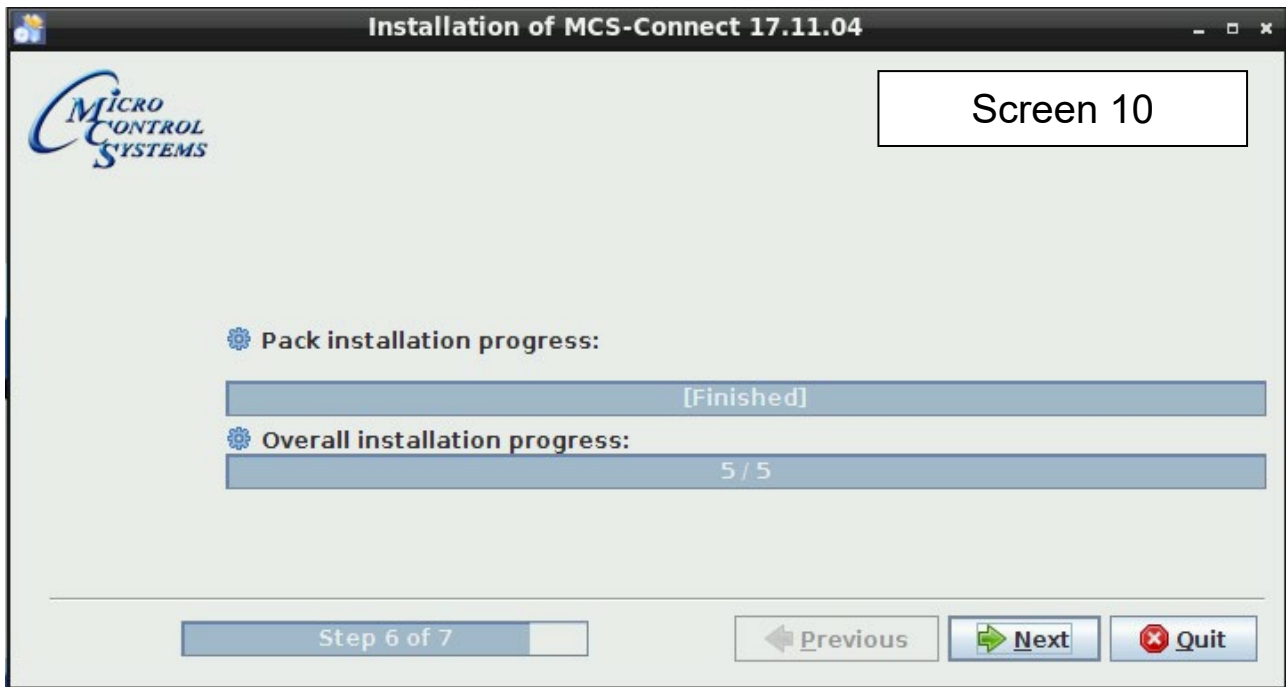 Installation of MCS-Connect 17.11.04
MICRO
CONTROL
SYSTEMS
Screen 10
Pack installation progress:
[Finished]
Overall installation progress:
5 / 5
Step 6 of 7
Previous
Next
Quit